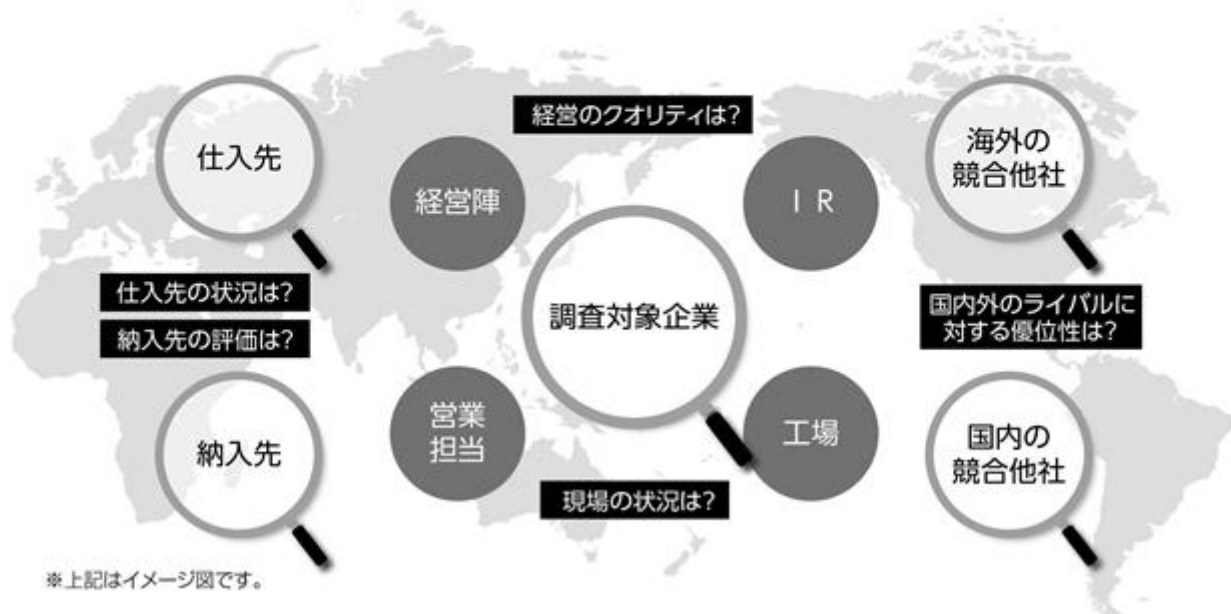 経営のクオリティは?
仕入先
海外の
競合他社
経営陣
I R
調査対象企業
仕入先の状況は?
納入先の評価は?
国内外のライバルに
対する優位性は?
納入先
営業
担当
工場
国内の
競合他社
現場の状況は?
※上記はイメージ図です。